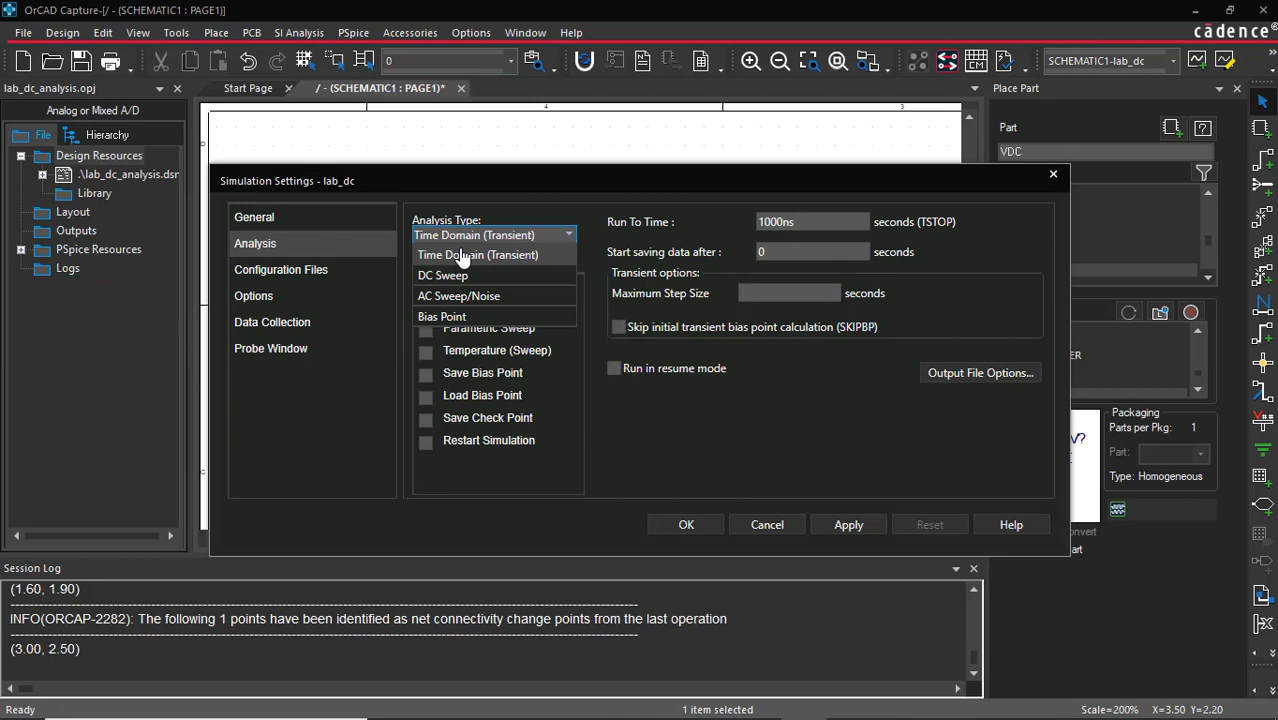 OrCAD Capture-[/ - (SCHEMATIC1 : PAGE1)]
File Design Edit View Tools Place PCB SI Analysis PSpice Accessories Options Window Help
cādence
0
SCHEMATIC1-lab_dc
lab_dc_analysis.opj
Start Page
/ - (SCHEMATIC1 : PAGE1)*
Place Part
Analog or Mixed A/D
4
3
Part
File
Hierarchy
VDC
Design Resources
.\lab_dc_analysis.dsn
Library
Layout
Outputs
PSpice Resources
Logs
Simulation Settings - lab_dc
General
Analysis
Configuration Files
Options
Data Collection
Probe Window
Analysis Type:
Time Domain (Transient)
Time Domain (Transient)
DC Sweep
AC Sweep/Noise
Bias Point
Parametric Sweep
Temperature (Sweep)
Save Bias Point
Load Bias Point
Save Check Point
Restart Simulation
Run To Time :
1000ns
seconds (TSTOP)
Start saving data after :
0
seconds
Transient options:
Maximum Step Size
seconds
Skip initial transient bias point calculation (SKIPBP)
Run in resume mode
Output File Options...
OK
Cancel
Apply
Reset
Help
ER
V?
Packaging
Parts per Pkg: 1
Part:
Type: Homogeneous
Session Log
(1.60, 1.90)
INFO(ORCAP-2282): The following 1 points have been identified as net connectivity change points from the last operation
(3.00, 2.50)
Ready
1 item selected
Scale=200%
X=3.50 Y=2.20